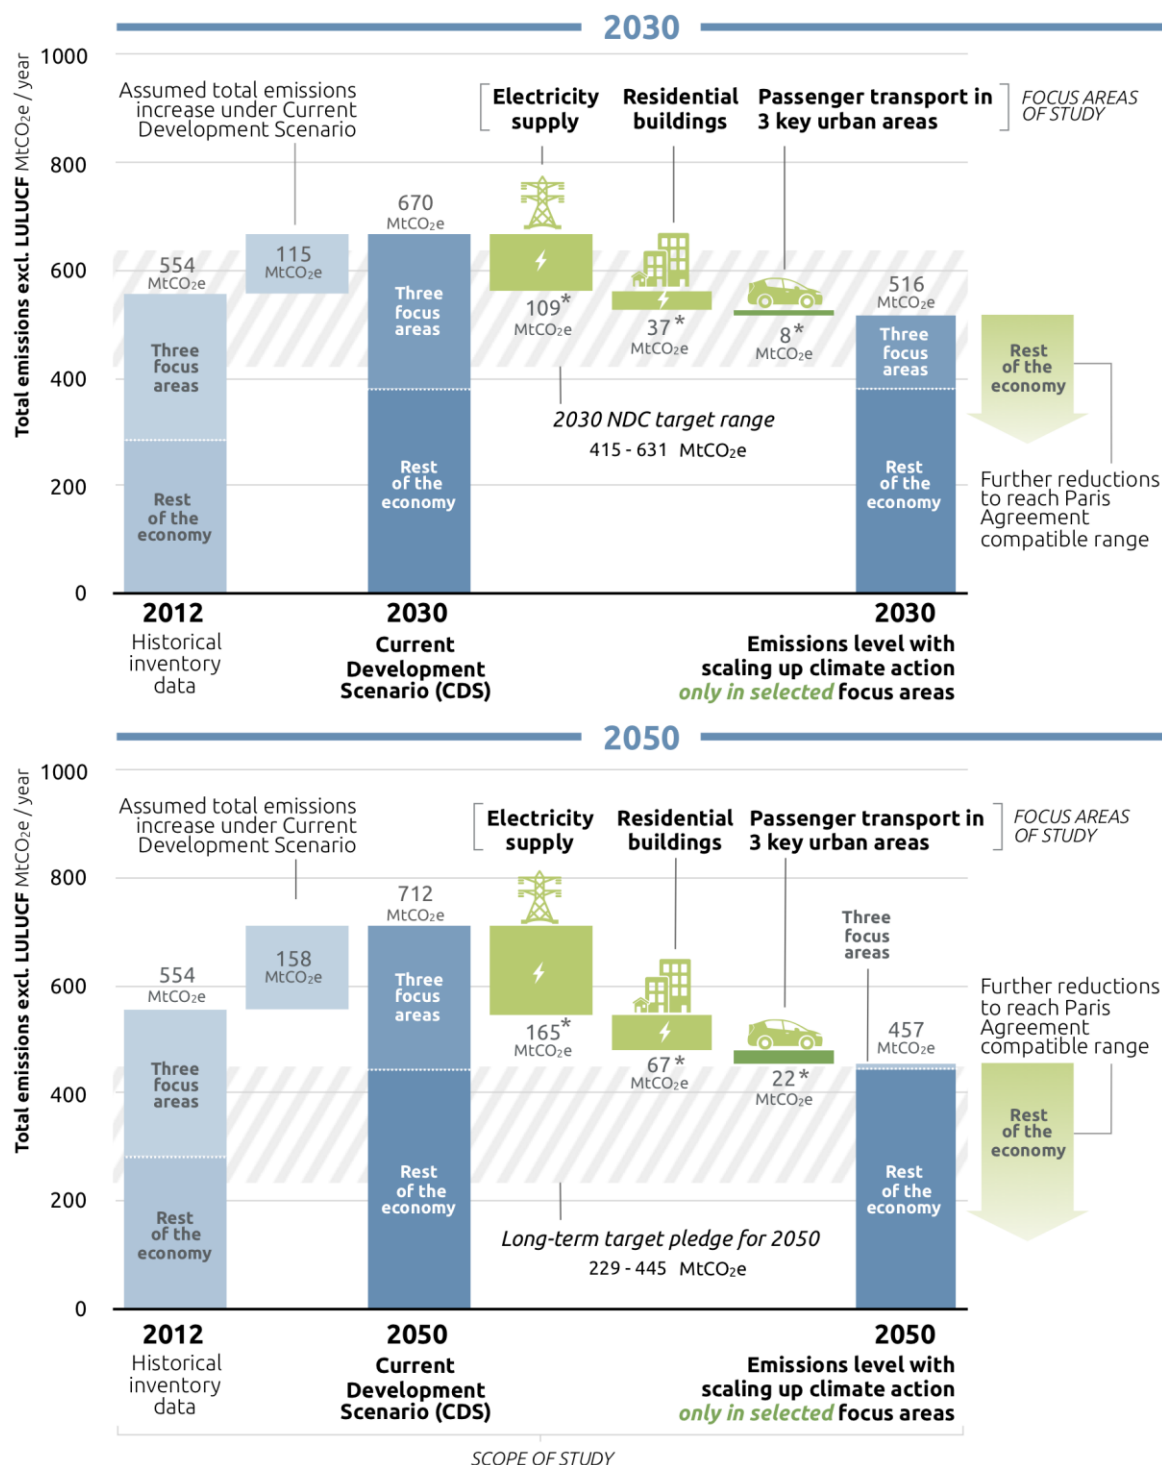 2030
Total emissions excl. LULUCF MtCO₂e / year
1000
800
600
400
200
0
Assumed total emissions
increase under Current
Development Scenario
Electricity
supply
Residential
buildings
Passenger transport in
3 key urban areas
FOCUS AREAS
OF STUDY
554
MtCO₂e
115
MtCO₂e
670
MtCO₂e
109*
MtCO₂e
37*
MtCO₂e
8*
MtCO₂e
516
MtCO₂e
Three
focus
areas
Rest
of the
economy
Three
focus
areas
Rest
of the
economy
Three
focus
areas
Rest
of the
economy
Rest
of the
economy
2030 NDC target range
415 - 631 MtCO₂e
Further reductions
to reach Paris
Agreement
compatible range
2012
Historical
inventory
data
2030
Current
Development
Scenario (CDS)
2030
Emissions level with
scaling up climate action
only in selected focus areas
2050
Total emissions excl. LULUCF MtCO₂e / year
1000
800
600
400
200
0
Assumed total emissions
increase under Current
Development Scenario
Electricity
supply
Residential
buildings
Passenger transport in
3 key urban areas
FOCUS AREAS
OF STUDY
554
MtCO₂e
158
MtCO₂e
712
MtCO₂e
165*
MtCO₂e
67*
MtCO₂e
22*
MtCO₂e
Three
focus
areas
457
MtCO₂e
Three
focus
areas
Rest
of the
economy
Three
focus
areas
Rest
of the
economy
Rest
of the
economy
Further reductions
to reach Paris
Agreement
compatible range
Rest
of the
economy
Long-term target pledge for 2050
229 - 445 MtCO₂e
2012
Historical
inventory
data
2050
Current
Development
Scenario (CDS)
2050
Emissions level with
scaling up climate action
only in selected focus areas
SCOPE OF STUDY